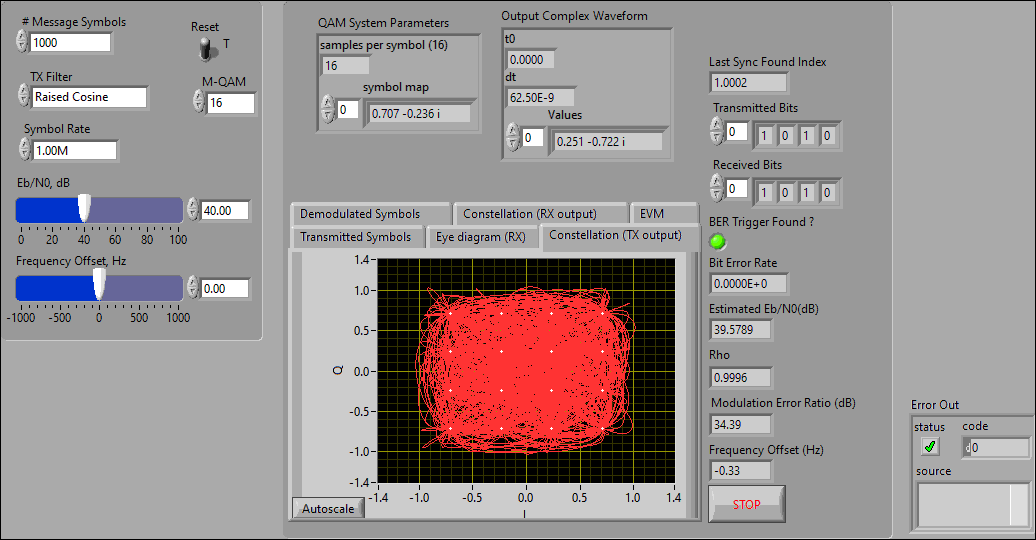 # Message Symbols
1000
Reset
T
TX Filter
Raised Cosine
M-QAM
16
Symbol Rate
1.00M
Eb/N0, dB
40.00
0 20 40 60 80 100
Frequency Offset, Hz
0.00
-1000 -500 0 500 1000
QAM System Parameters
samples per symbol (16)
16
symbol map
0
0.707 -0.236 i
Output Complex Waveform
t0
0.0000
dt
62.50E-9
Values
0
0.251 -0.722 i
Demodulated Symbols
Constellation (RX output)
EVM
Transmitted Symbols
Eye diagram (RX)
Constellation (TX output)
1.4
1.0
0.5
0.0
-0.5
-1.0
-1.4
Q
-1.4 -1.0 -0.5 0.0 0.5 1.0 1.4
I
Autoscale
Last Sync Found Index
1.0002
Transmitted Bits
0 1 0 1 0
Received Bits
0 1 0 1 0
BER Trigger Found ?
Bit Error Rate
0.0000E+0
Estimated Eb/N0(dB)
39.5789
Rho
0.9996
Modulation Error Ratio (dB)
34.39
Frequency Offset (Hz)
-0.33
STOP
Error Out
status
code
0
source